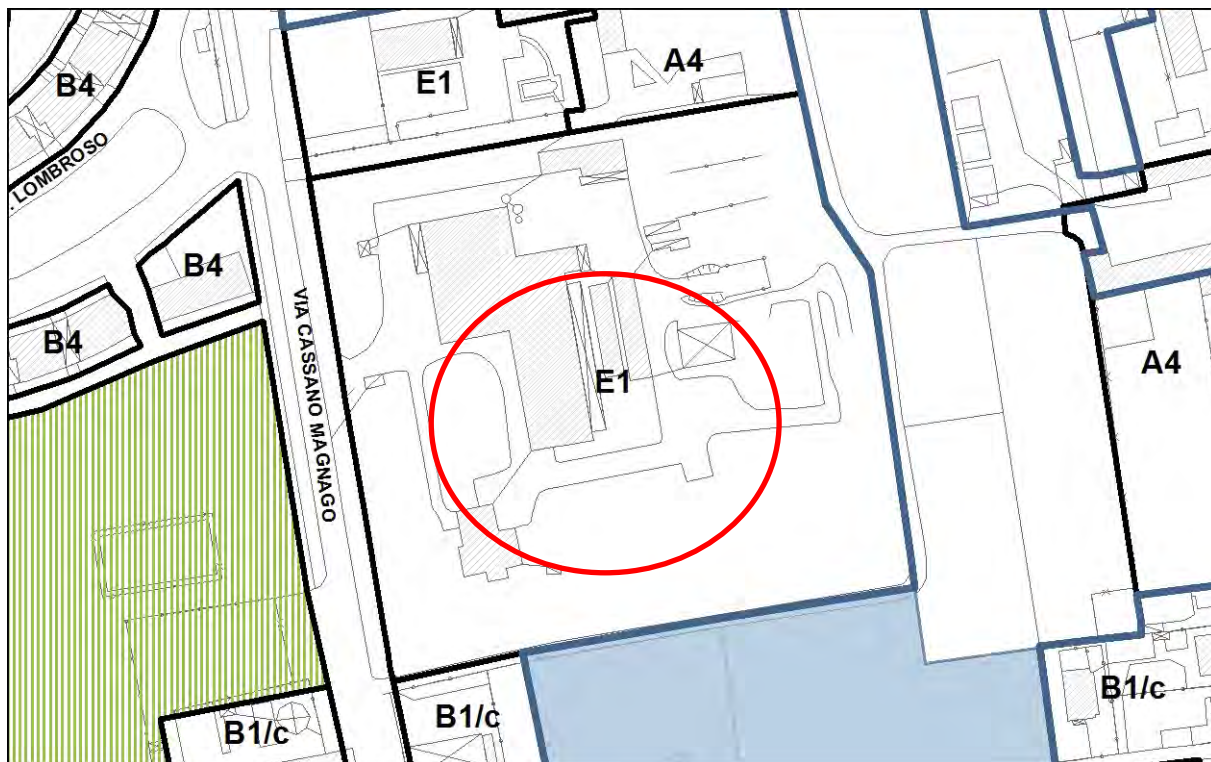 B4
E1
A4
. LOMBROSO
B4
B4
VIA CASSANO MAGNAGO
E1
A4
B1/c
B1/c
B1/c